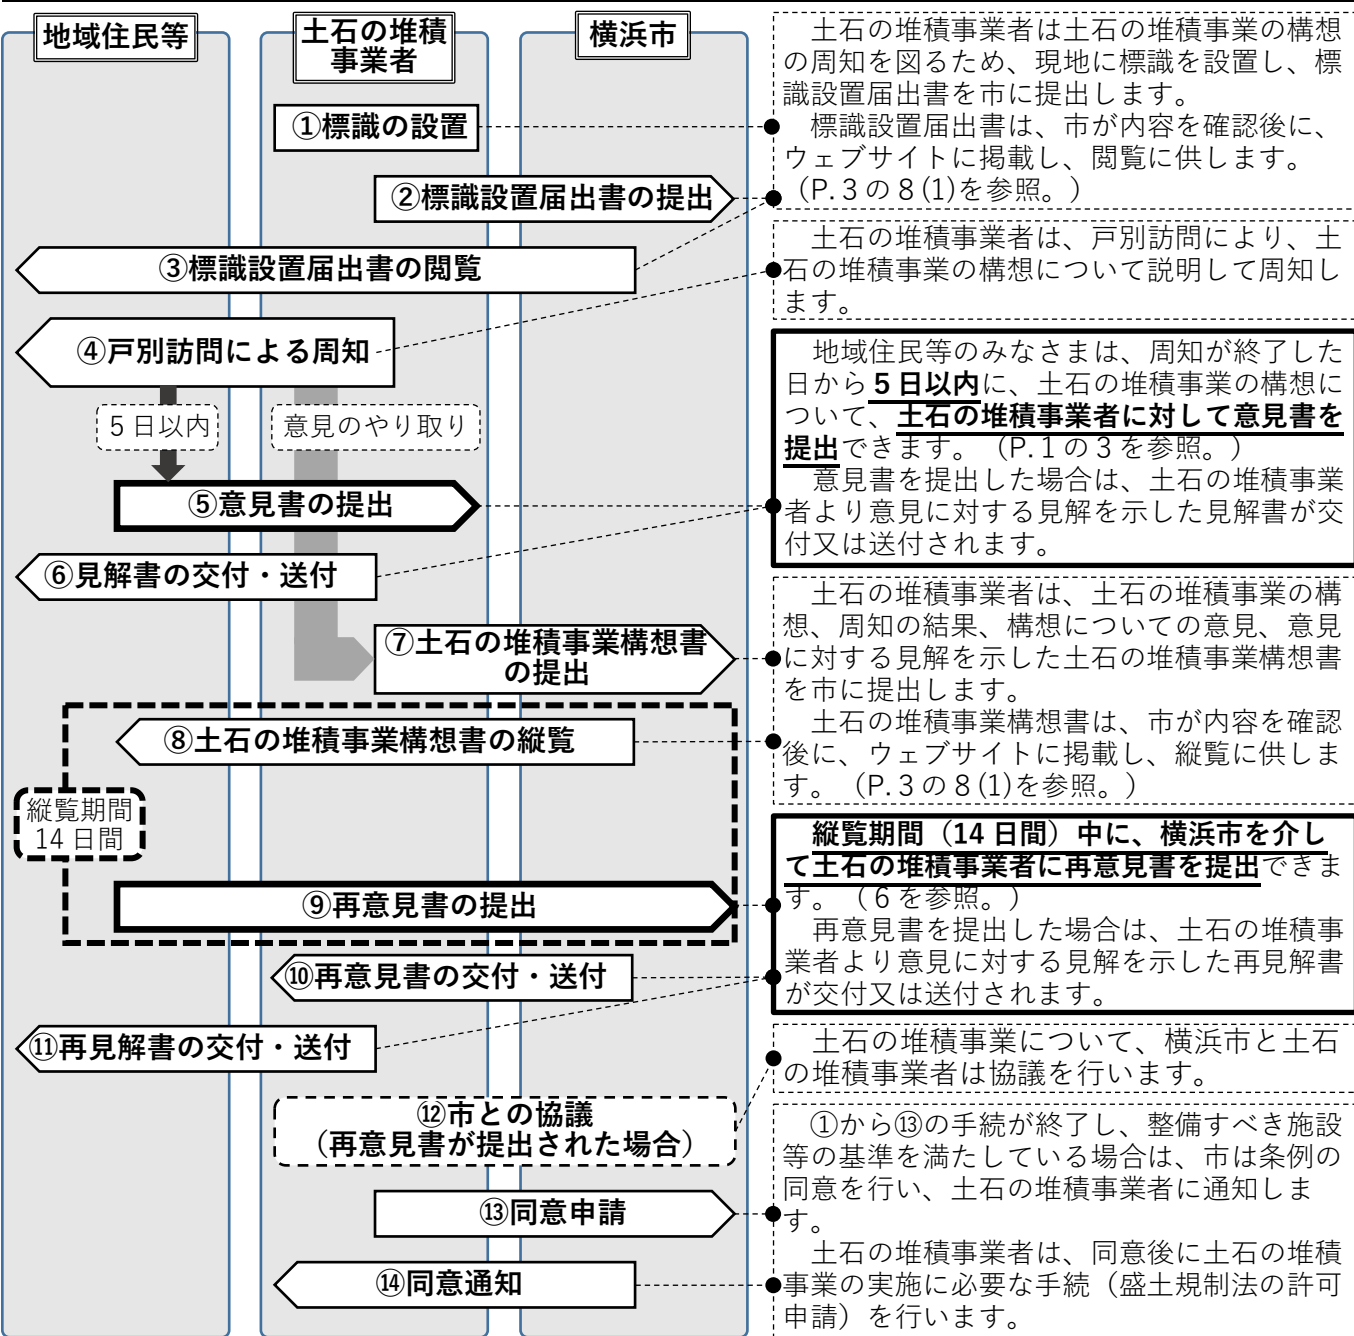 地域住民等
土石の堆積
事業者
横浜市
①標識の設置
②標識設置届出書の提出
③標識設置届出書の閲覧
④戸別訪問による周知
5日以内
意見のやり取り
⑤意見書の提出
⑥見解書の交付・送付
⑦土石の堆積事業構想書
の提出
⑧土石の堆積事業構想書の縦覧
縦覧期間
14日間
⑨再意見書の提出
⑩再意見書の交付・送付
⑪再見解書の交付・送付
⑫市との協議
(再意見書が提出された場合)
⑬同意申請
⑭同意通知
土石の堆積事業者は土石の堆積事業の構想
の周知を図るため、現地に標識を設置し、標
識設置届出書を市に提出します。
標識設置届出書は、市が内容を確認後に、
ウェブサイトに掲載し、閲覧に供します。
(P.3の8(1)を参照。)
土石の堆積事業者は、戸別訪問により、土
石の堆積事業の構想について説明して周知し
ます。
地域住民等のみなさまは、周知が終了した
日から5日以内に、土石の堆積事業の構想に
ついて、土石の堆積事業者に対して意見書を
提出できます。(P.1の3を参照。)
意見書を提出した場合は、土石の堆積事業
者より意見に対する見解を示した見解書が交
付又は送付されます。
土石の堆積事業者は、土石の堆積事業の構
想、周知の結果、構想についての意見、意見
に対する見解を示した土石の堆積事業構想書
を市に提出します。
土石の堆積事業構想書は、市が内容を確認
後に、ウェブサイトに掲載し、縦覧に供しま
す。(P.3の8(1)を参照。)
縦覧期間(14日間)中に、横浜市を介し
て土石の堆積事業者に再意見書を提出できま
す。(6を参照。)
再意見書を提出した場合は、土石の堆積事
業者より意見に対する見解を示した再見解書
が交付又は送付されます。
土石の堆積事業について、横浜市と土石
の堆積事業者は協議を行います。
①から⑬の手続が終了し、整備すべき施設
等の基準を満たしている場合は、市は条例の
同意を行い、土石の堆積事業者に通知しま
す。
土石の堆積事業者は、同意後に土石の堆積
事業の実施に必要な手続(盛土規制法の許可
申請)を行います。